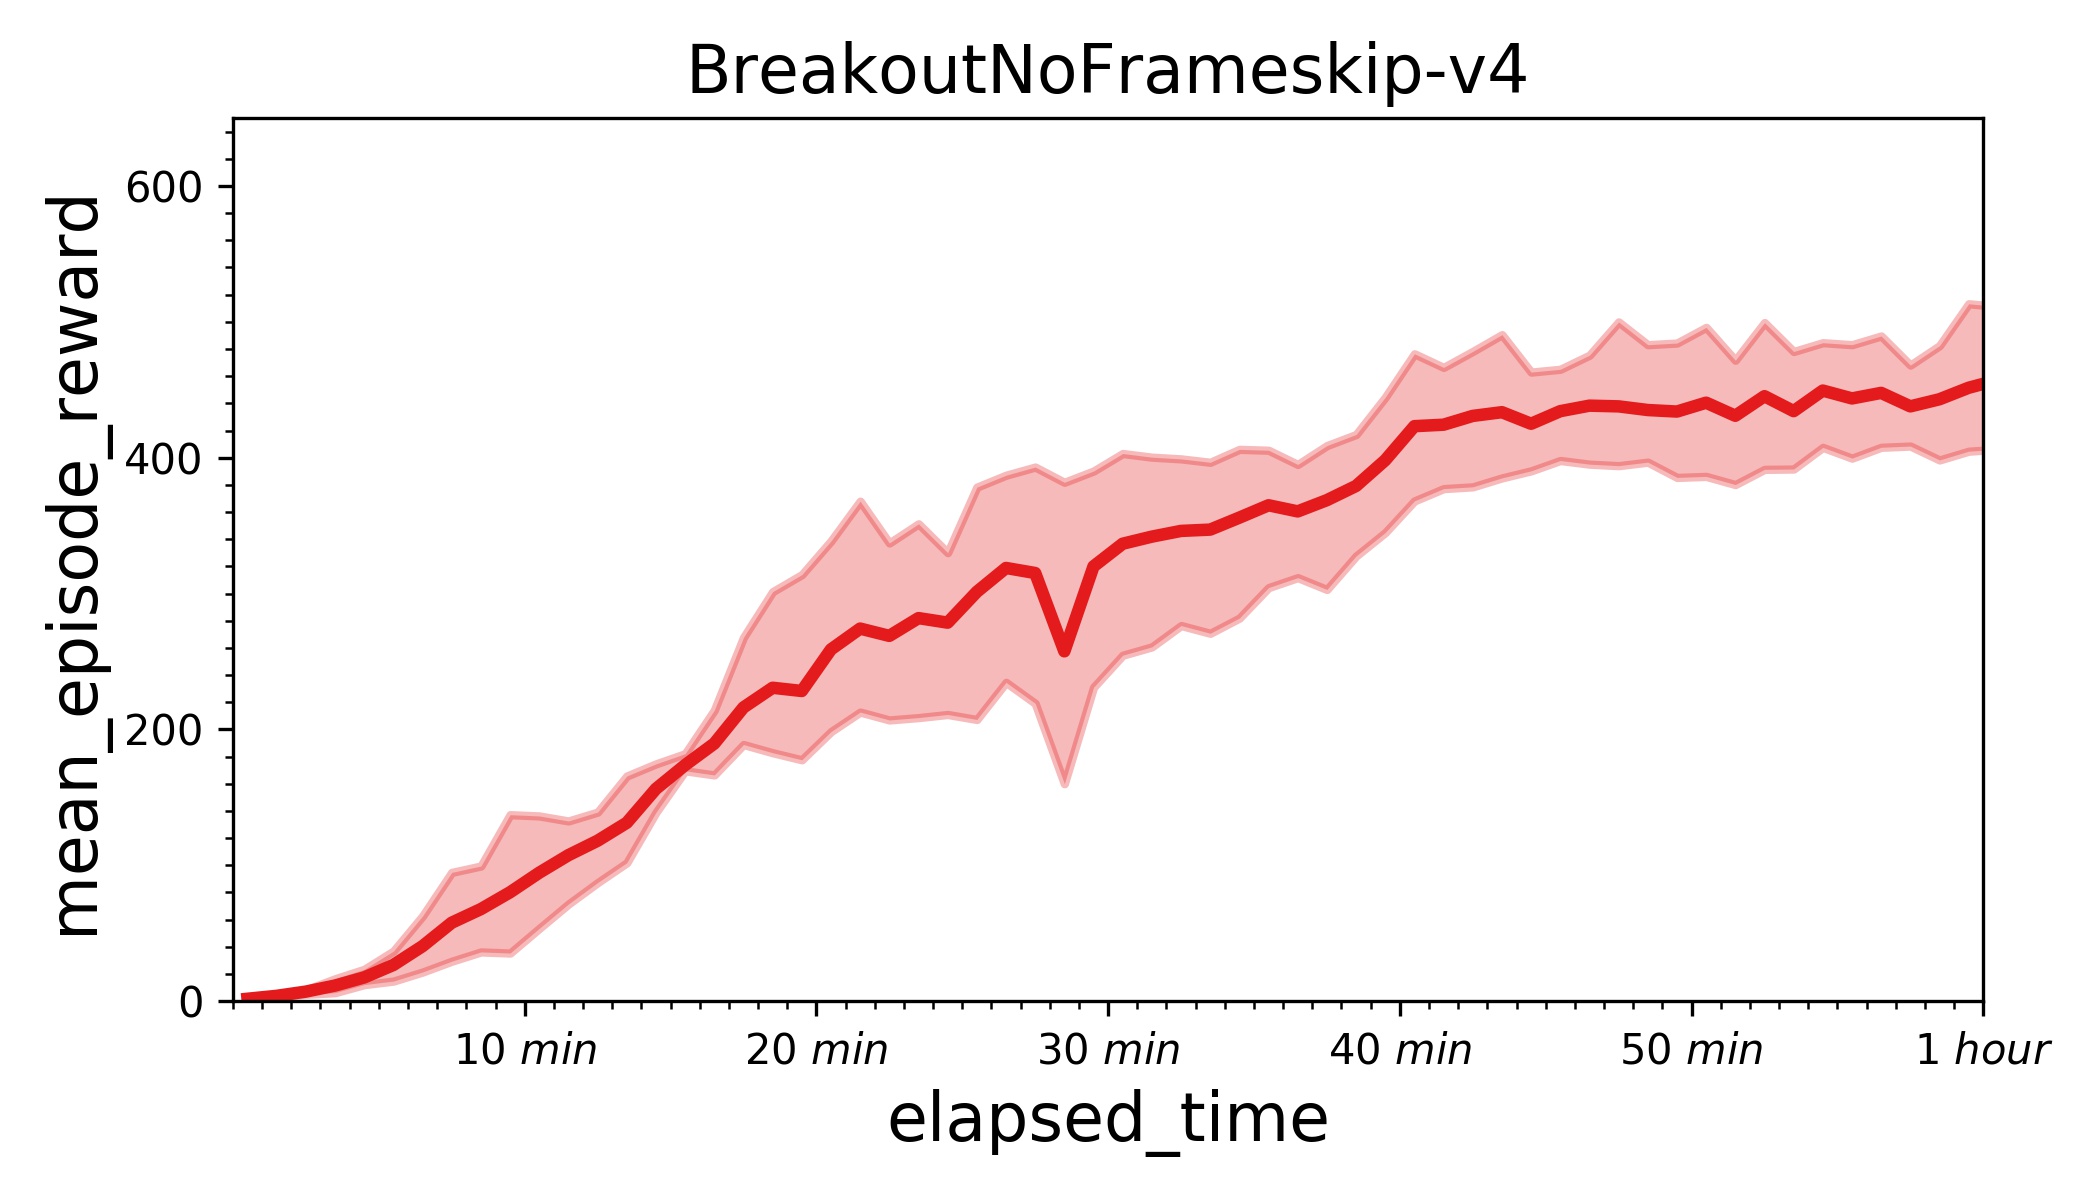 BreakoutNoFrameskip-v4
mean_episode_reward
600
400
200
0
10 min 20 min 30 min 40 min 50 min 1 hour
elapsed_time